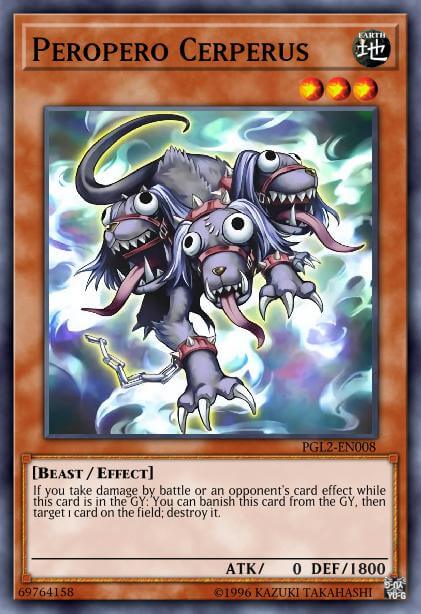 Peropero Cerperus
EARTH
地
PGL2-EN008
[Beast / Effect]
If you take damage by battle or an opponent's card effect while
this card is in the GY: You can banish this card from the GY, then
target 1 card on the field; destroy it.
ATK/ 0 DEF/1800
69764158
©1996 KAZUKI TAKAHASHI